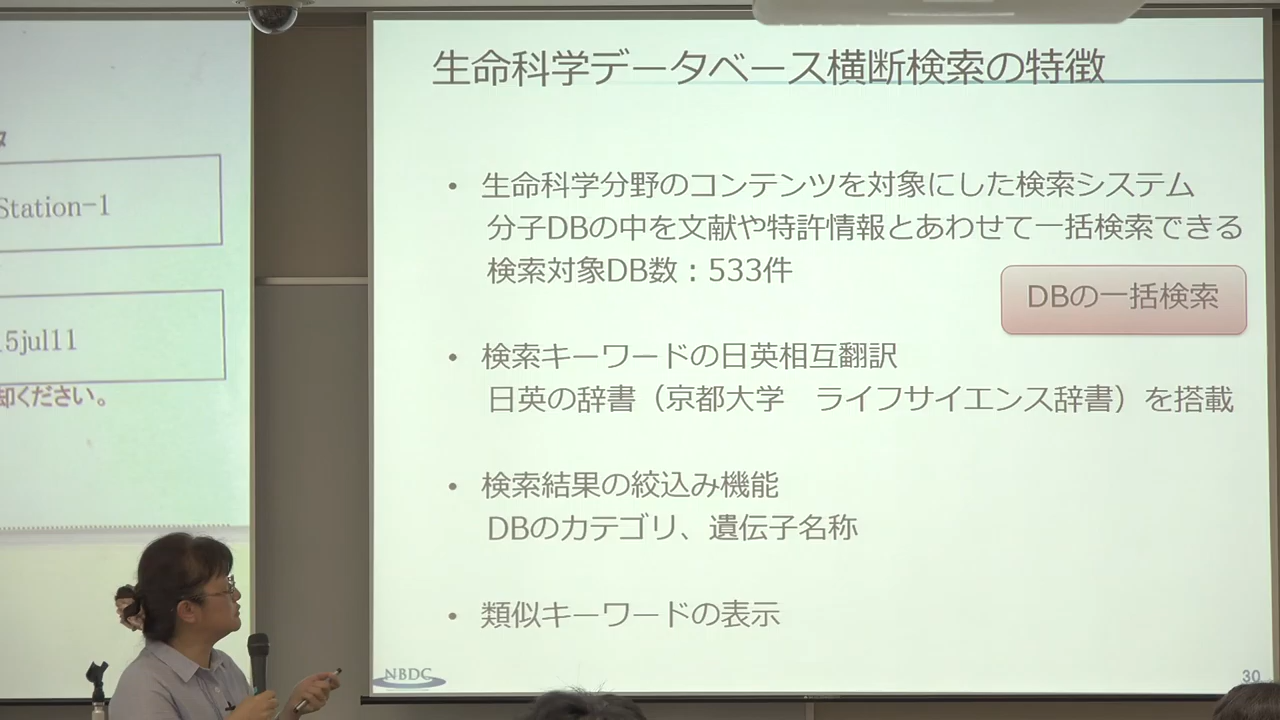 Station-1
5jul11
却ください。
生命科学データベース横断検索の特徴
• 生命科学分野のコンテンツを対象にした検索システム
分子DBの中を文献や特許情報とあわせて一括検索できる
検索対象DB数：533件
DBの一括検索
• 検索キーワードの日英相互翻訳
日英の辞書（京都大学　ライフサイエンス辞書）を搭載
• 検索結果の絞込み機能
DBのカテゴリ、遺伝子名称
• 類似キーワードの表示
NBDC
30